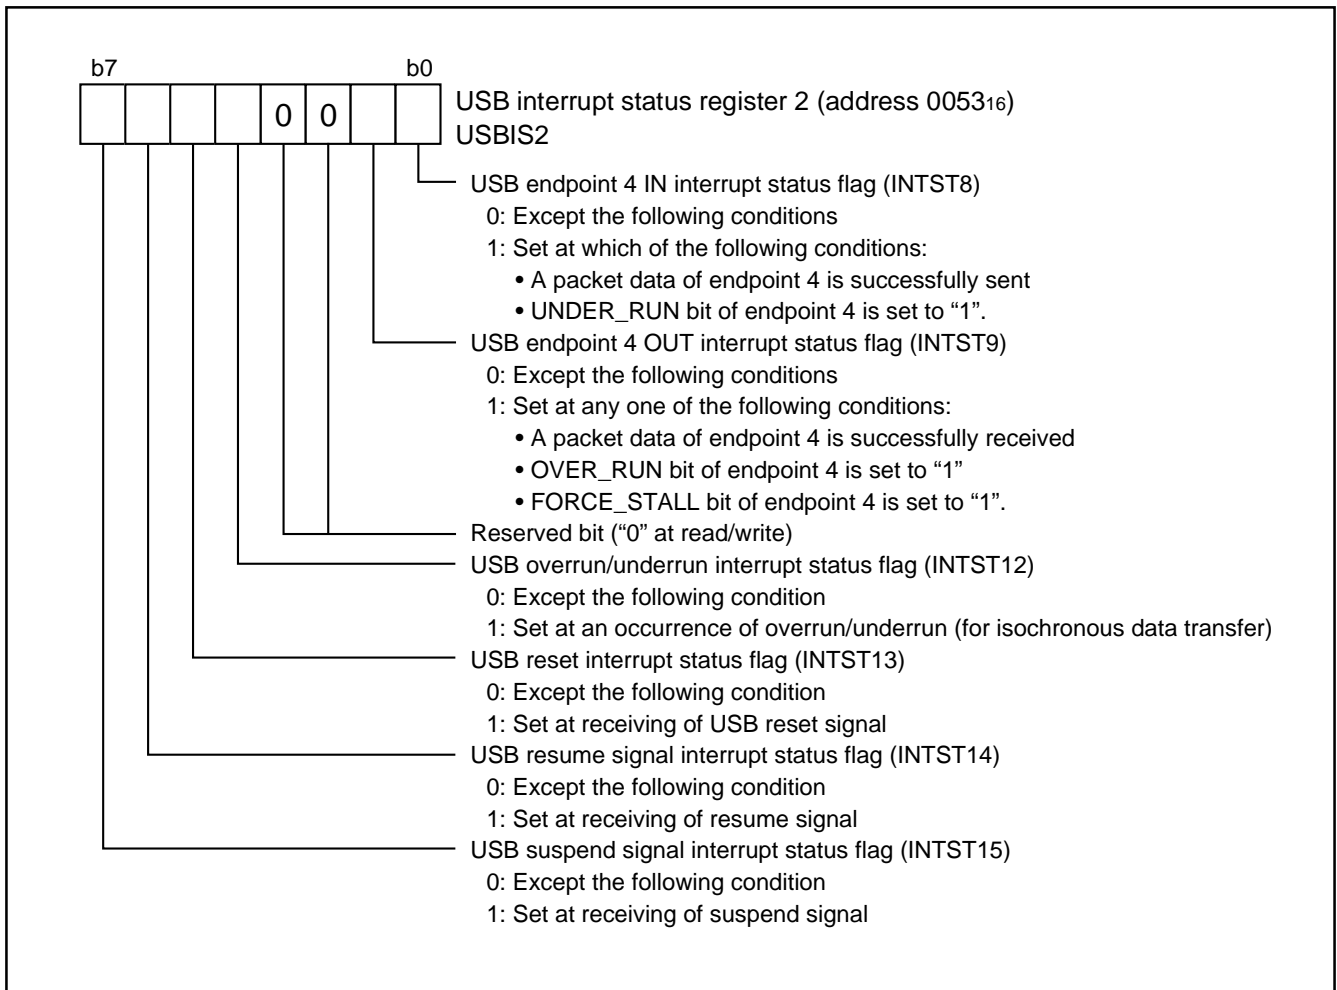 b7 b0
0 0
USB interrupt status register 2 (address 0053₁₆)
USBIS2
USB endpoint 4 IN interrupt status flag (INTST8)
0: Except the following conditions
1: Set at which of the following conditions:
• A packet data of endpoint 4 is successfully sent
• UNDER_RUN bit of endpoint 4 is set to “1”.
USB endpoint 4 OUT interrupt status flag (INTST9)
0: Except the following conditions
1: Set at any one of the following conditions:
• A packet data of endpoint 4 is successfully received
• OVER_RUN bit of endpoint 4 is set to “1”
• FORCE_STALL bit of endpoint 4 is set to “1”.
Reserved bit (“0” at read/write)
USB overrun/underrun interrupt status flag (INTST12)
0: Except the following condition
1: Set at an occurrence of overrun/underrun (for isochronous data transfer)
USB reset interrupt status flag (INTST13)
0: Except the following condition
1: Set at receiving of USB reset signal
USB resume signal interrupt status flag (INTST14)
0: Except the following condition
1: Set at receiving of resume signal
USB suspend signal interrupt status flag (INTST15)
0: Except the following condition
1: Set at receiving of suspend signal